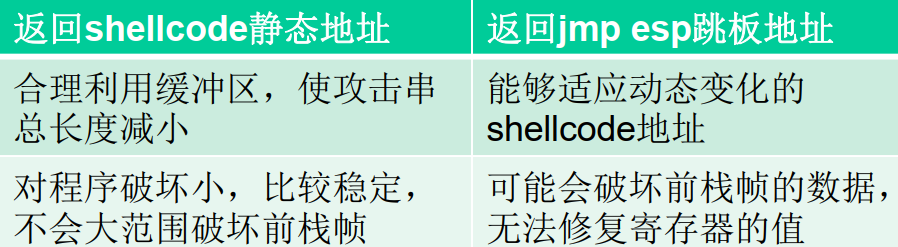 返回shellcode静态地址
返回jmp esp跳板地址
合理利用缓冲区，使攻击串
总长度减小
能够适应动态变化的
shellcode地址
对程序破坏小，比较稳定，
不会大范围破坏前栈帧
可能会破坏前栈帧的数据，
无法修复寄存器的值